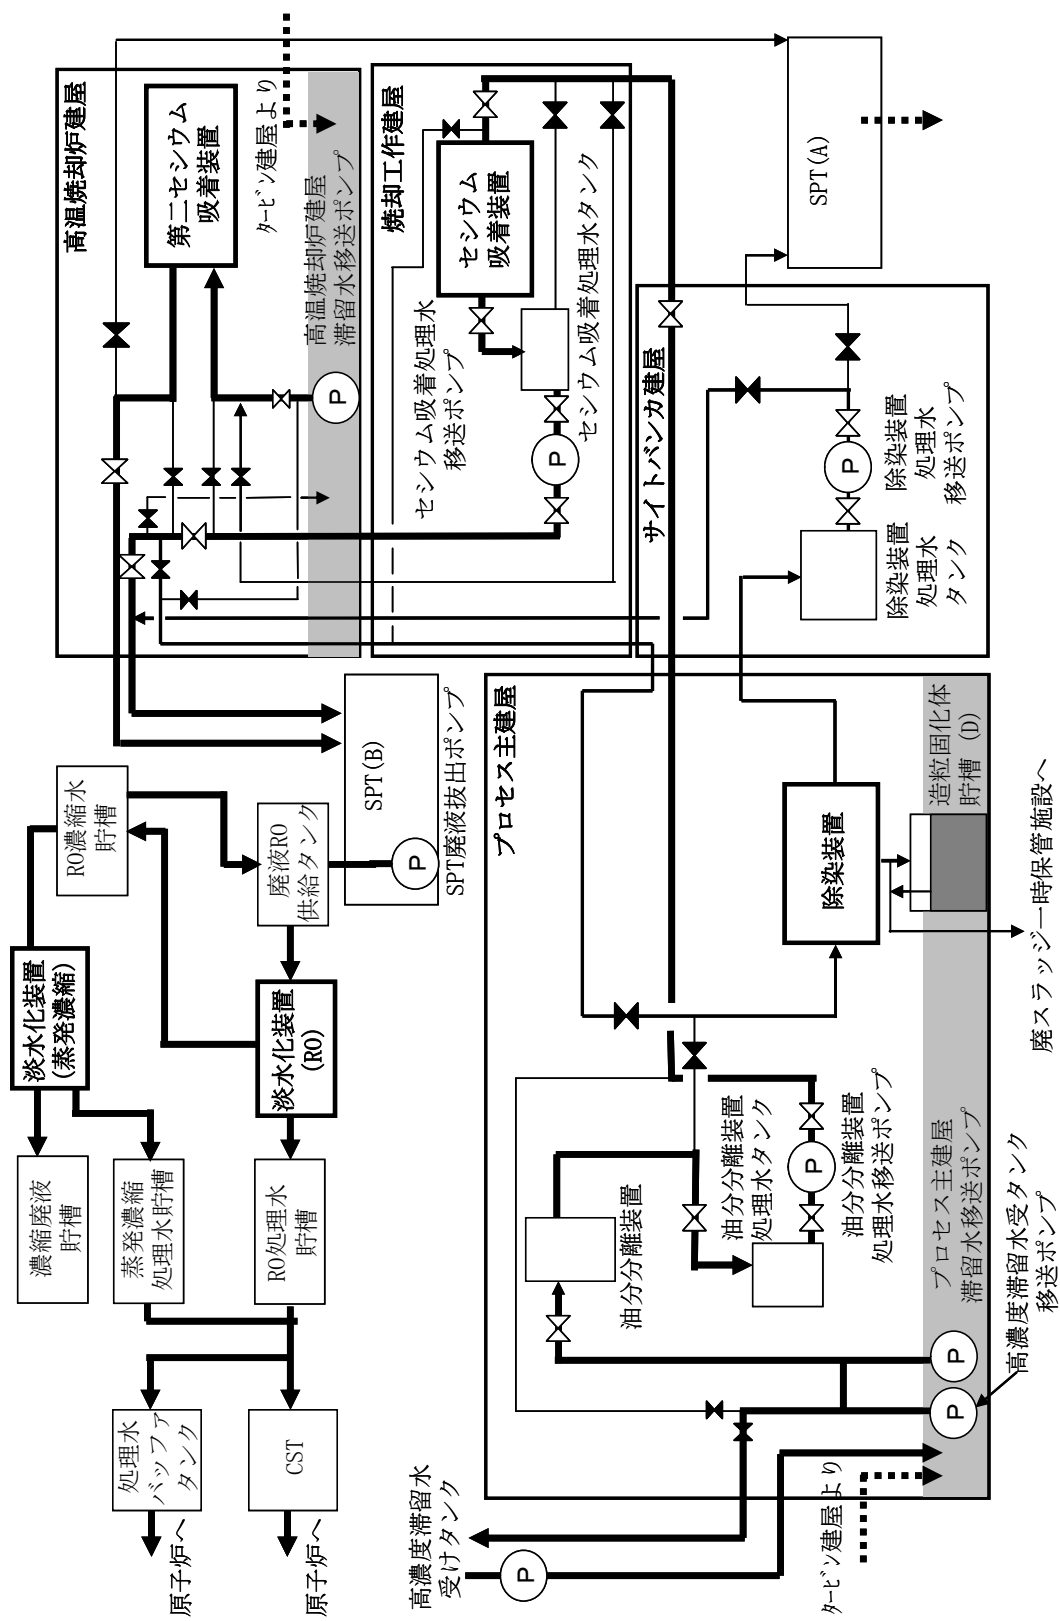 高温焼却炉建屋
第二セシウム
吸着装置
タービン建屋より
高温焼却炉建屋
滞留水移送ポンプ
P
焼却工作建屋
セシウム
吸着装置
セシウム吸着処理水
移送ポンプ
P
セシウム吸着処理水タンク
SPT(A)
サイトバンカ建屋
除染装置
処理水
移送ポンプ
P
除染装置
処理水
タンク
SPT(B)
P
SPT廃液抜出ポンプ
RO濃縮水
貯槽
廃液RO
供給タンク
淡水化装置
(蒸発濃縮)
淡水化装置
(RO)
濃縮廃液
貯槽
蒸発濃縮
処理水貯槽
RO処理水
貯槽
処理水
バッファ
タンク
CST
原子炉へ
原子炉へ
プロセス主建屋
除染装置
造粒固化体
貯槽 (D)
廃スラッジ一時保管施設へ
油分分離装置
油分分離装置
処理水タンク
P
油分分離装置
処理水移送ポンプ
プロセス主建屋
滞留水移送ポンプ
P
P
高濃度滞留水受タンク
移送ポンプ
高濃度滞留水
受けタンク
P
タービン建屋より